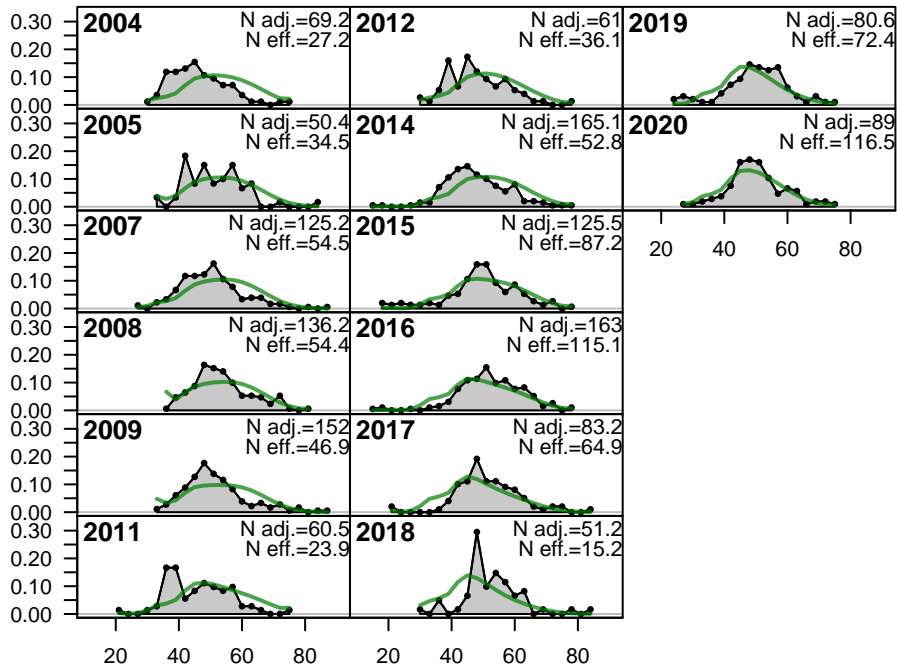 2004
N adj.=69.2
N eff.=27.2
2012
N adj.=61
N eff.=36.1
2019
N adj.=80.6
N eff.=72.4
0.30
0.20
0.10
0.00
2005
N adj.=50.4
N eff.=34.5
2014
N adj.=165.1
N eff.=52.8
2020
N adj.=89
N eff.=116.5
0.30
0.20
0.10
0.00
2007
N adj.=125.2
N eff.=54.5
2015
N adj.=125.5
N eff.=87.2
0.30
0.20
0.10
0.00
20 40 60 80
2008
N adj.=136.2
N eff.=54.4
2016
N adj.=163
N eff.=115.1
0.30
0.20
0.10
0.00
2009
N adj.=152
N eff.=46.9
2017
N adj.=83.2
N eff.=64.9
0.30
0.20
0.10
0.00
2011
N adj.=60.5
N eff.=23.9
2018
N adj.=51.2
N eff.=15.2
0.30
0.20
0.10
0.00
20 40 60 80 20 40 60 80